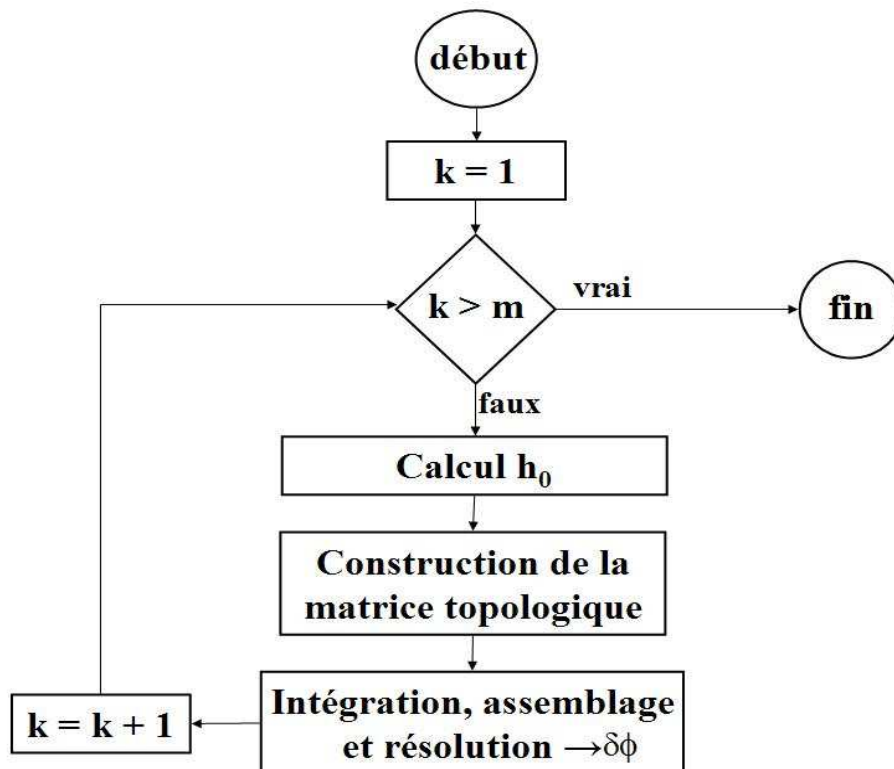 début
k = 1
k > m
vrai
fin
faux
Calcul h₀
Construction de la
matrice topologique
Intégration, assemblage
et résolution →δϕ
k = k + 1